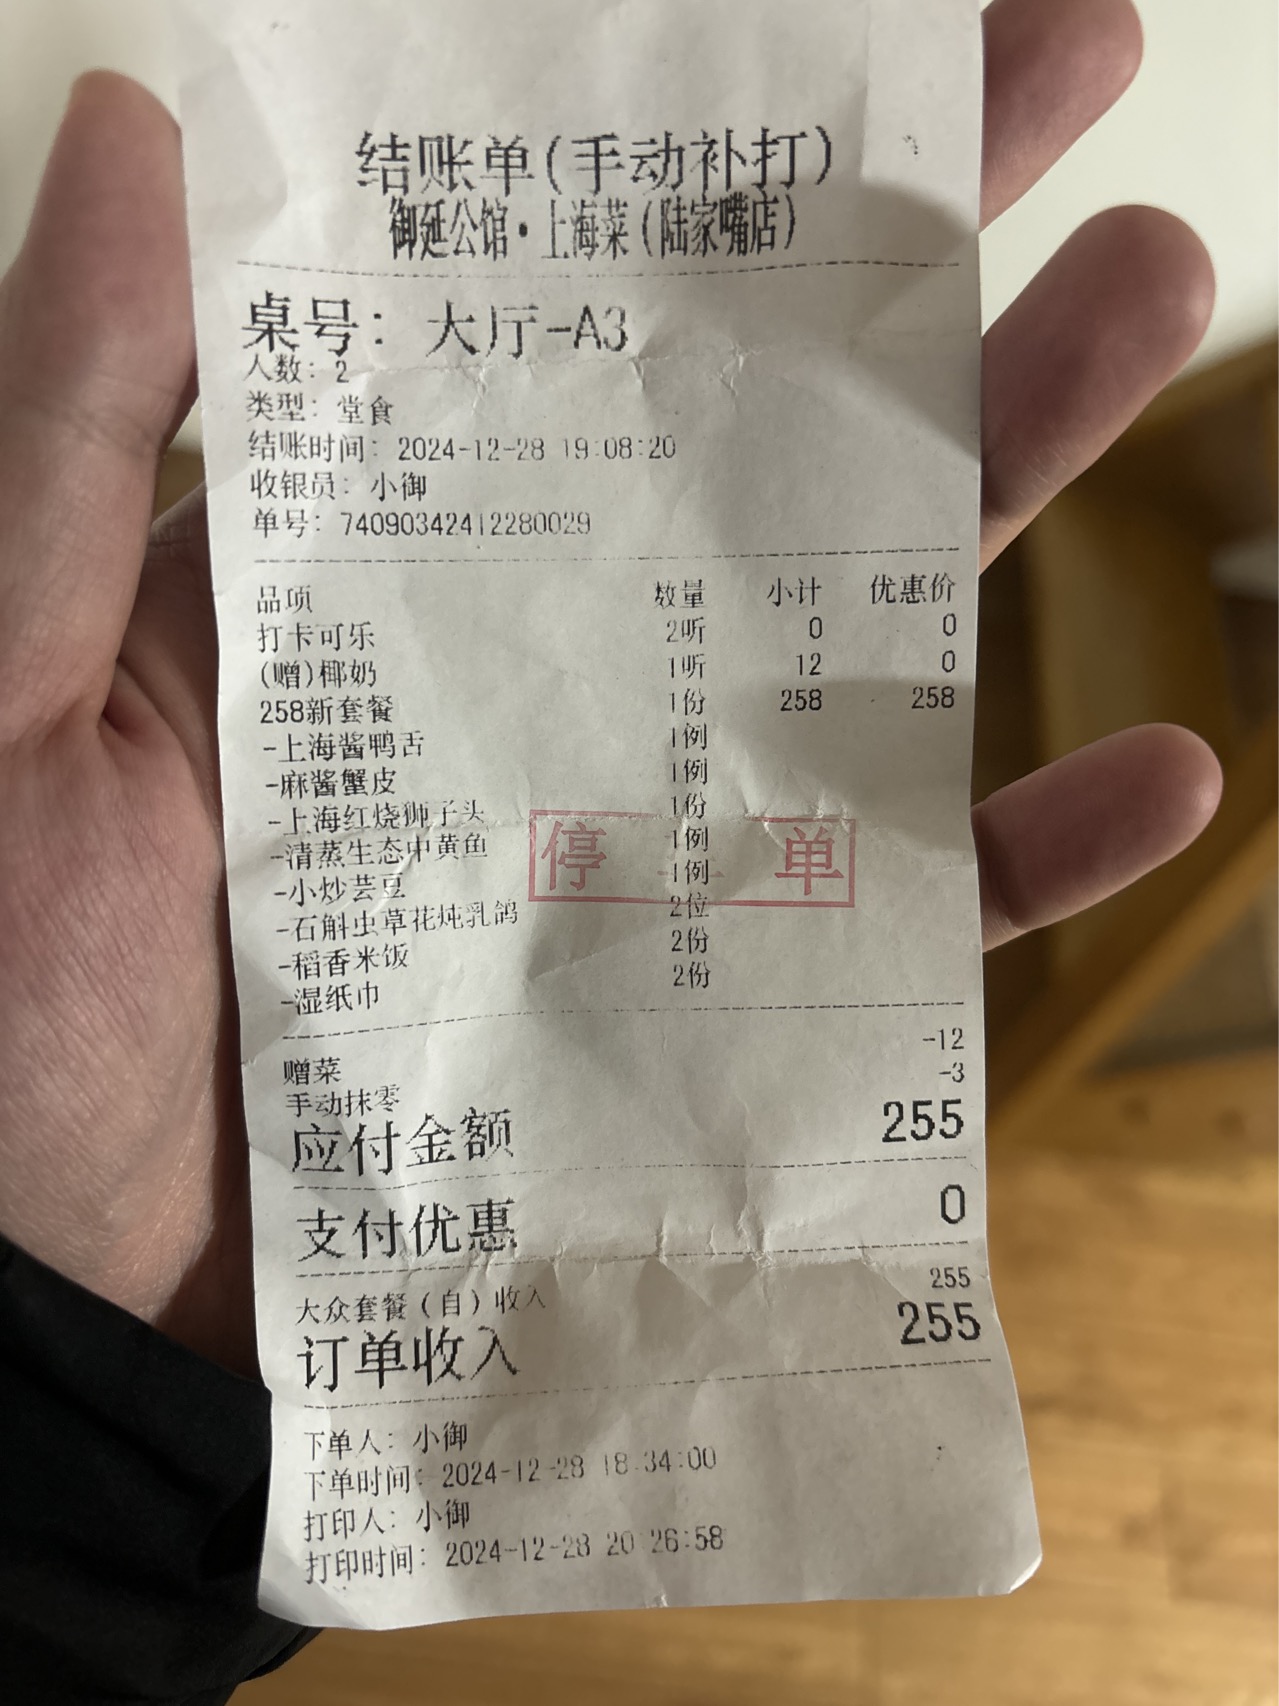 结账单(手动补打)
御延公馆·上海菜(陆家嘴店)
桌号: 大厅-A3
人数: 2
类型: 堂食
结账时间: 2024-12-28 19:08:20
收银员: 小御
单号: 74090342412280029
品项 数量 小计 优惠价
打卡可乐 2听 0 0
(赠)椰奶 1听 12 0
258新套餐 1份 258 258
-上海酱鸭舌 1例
-麻酱蟹皮 1例
-上海红烧狮子头 1份
-清蒸生态中黄鱼 1例
-小炒芸豆 1例
-石斛虫草花炖乳鸽 2位
-稻香米饭 2份
-湿纸巾 2份
停 单
赠菜 -12
手动抹零 -3
应付金额 255
支付优惠 0
大众套餐(自)收入 255
订单收入 255
下单人: 小御
下单时间: 2024-12-28 18:34:00
打印人: 小御
打印时间: 2024-12-28 20:26:58